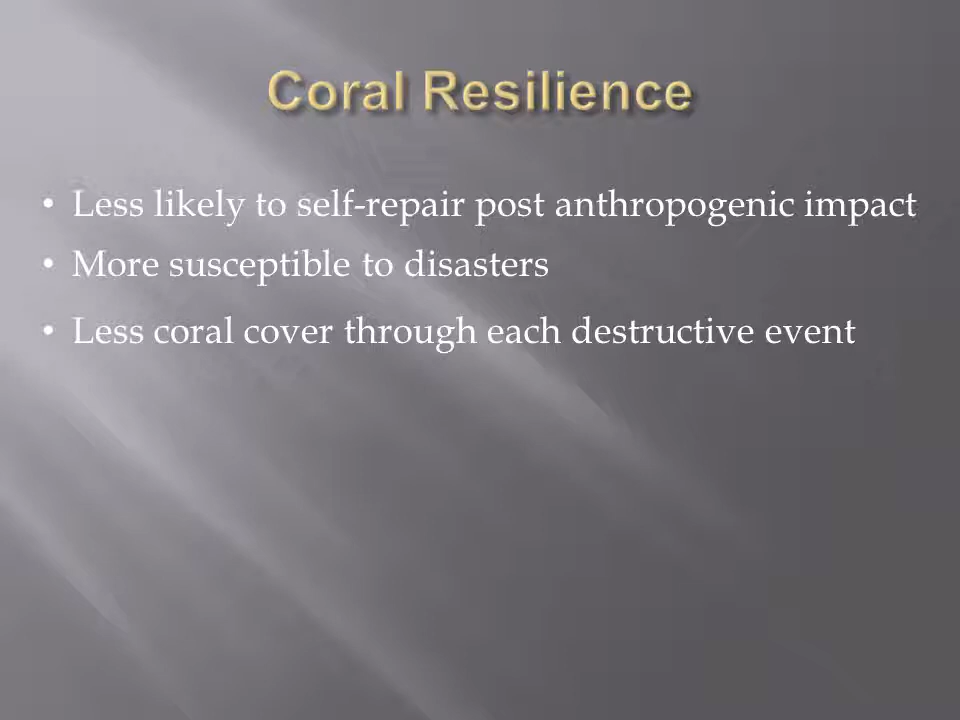 Coral Resilience
• Less likely to self-repair post anthropogenic impact
• More susceptible to disasters
• Less coral cover through each destructive event